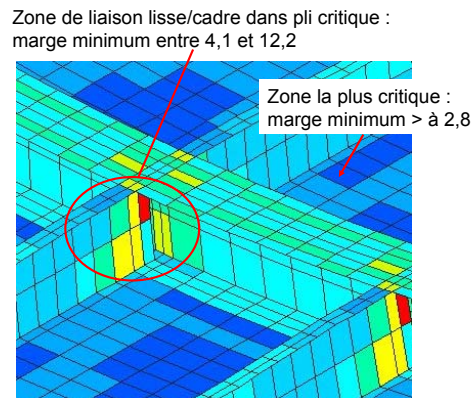 Zone de liaison lisse/cadre dans pli critique :
marge minimum entre 4,1 et 12,2
Zone la plus critique :
marge minimum > à 2,8